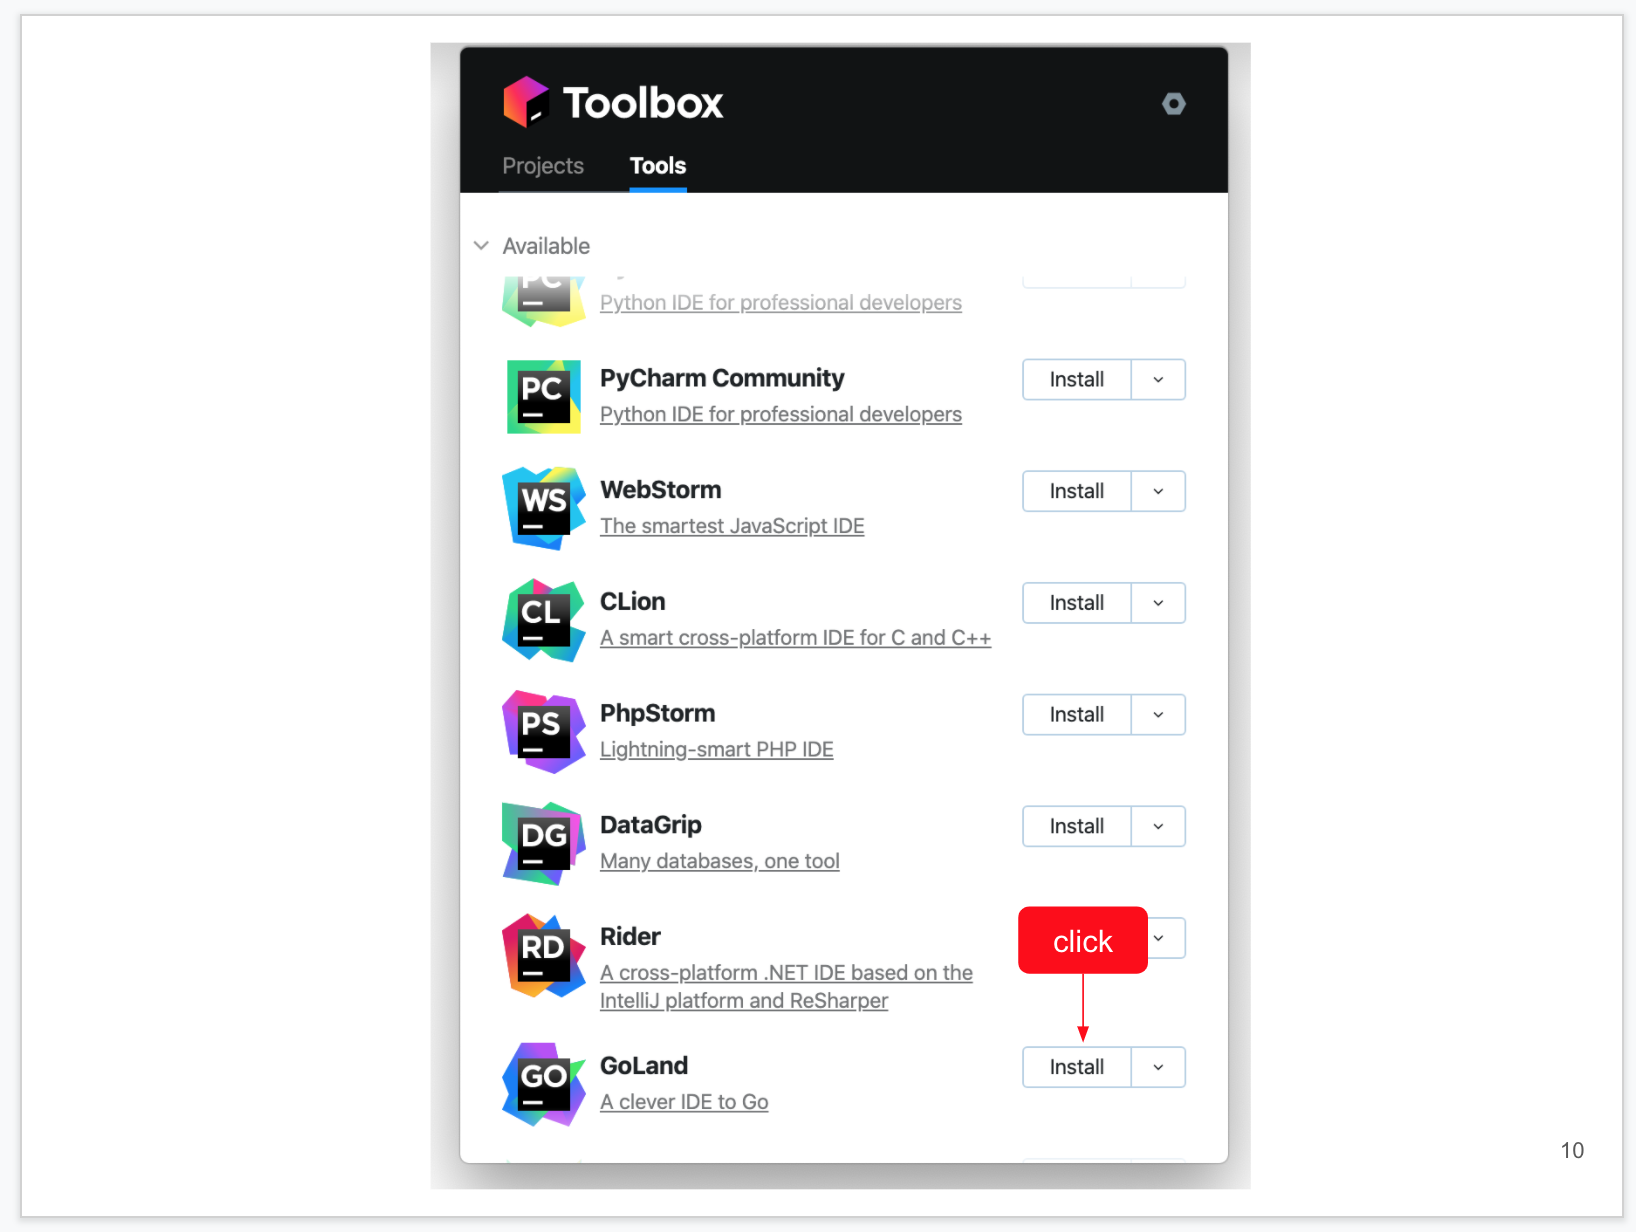 Toolbox
Projects Tools
Available
PC
Python IDE for professional developers
PC
PyCharm Community
Install
Python IDE for professional developers
WS
WebStorm
Install
The smartest JavaScript IDE
CL
CLion
Install
A smart cross-platform IDE for C and C++
PS
PhpStorm
Install
Lightning-smart PHP IDE
DG
DataGrip
Install
Many databases, one tool
RD
Rider
click
A cross-platform .NET IDE based on the
IntelliJ platform and ReSharper
GO
GoLand
Install
A clever IDE to Go
10